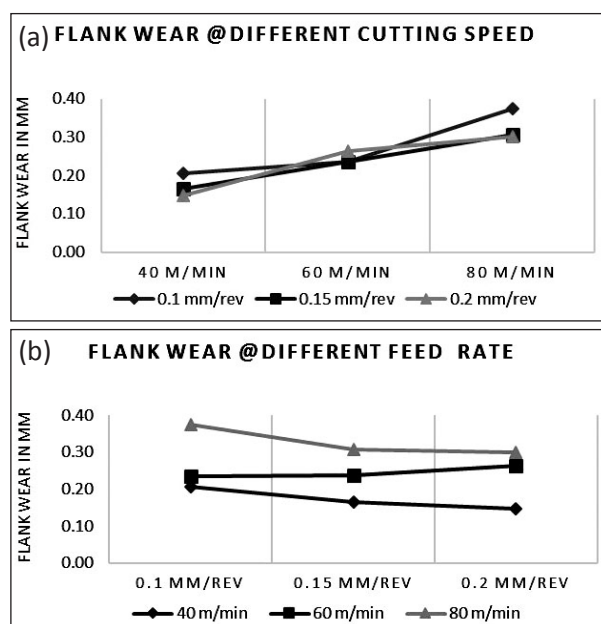 (a) FLANK WEAR @DIFFERENT CUTTING SPEED
FLANK WEAR IN MM
0.40
0.30
0.20
0.10
0.00
40 M/MIN 60 M/MIN 80 M/MIN
0.1 mm/rev 0.15 mm/rev 0.2 mm/rev
(b) FLANK WEAR @DIFFERENT FEED RATE
FLANK WEAR IN MM
0.40
0.30
0.20
0.10
0.00
0.1 MM/REV 0.15 MM/REV 0.2 MM/REV
40 m/min 60 m/min 80 m/min